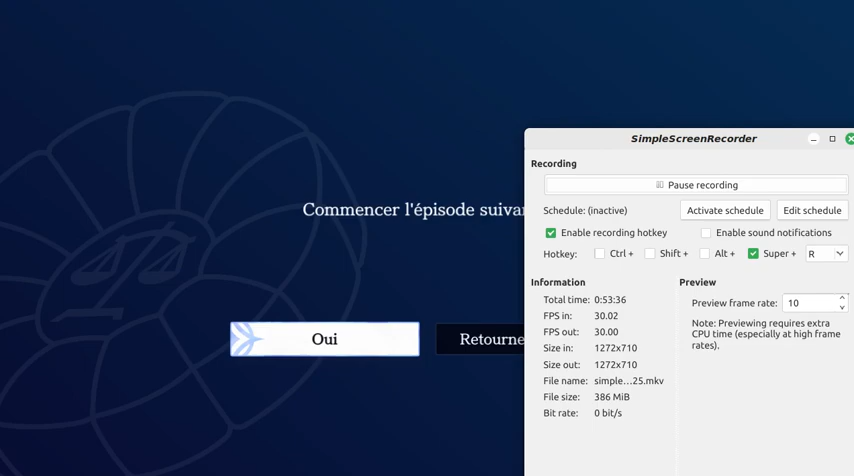 SimpleScreenRecorder
Recording
Pause recording
Schedule: (inactive) Activate schedule Edit schedule
Enable recording hotkey Enable sound notifications
Hotkey: Ctrl + Shift + Alt + Super + R
Information Preview
Total time: 0:53:36
Preview frame rate: 10
FPS in: 30.02
FPS out: 30.00
Note: Previewing requires extra
CPU time (especially at high frame
rates).
Size in: 1272x710
Size out: 1272x710
File name: simple...25.mkv
File size: 386 MiB
Bit rate: 0 bit/s
Commencer l'épisode
Oui